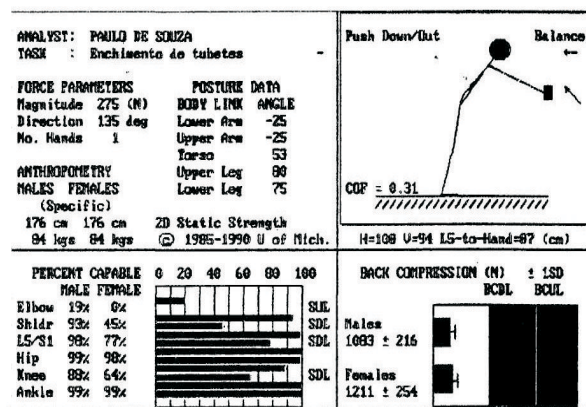 ANALYST: PAULO DE SOUZA
TASK : Enchimento de tubetes -
FORCE PARAMETERS
Magnitude 275 (N)
Direction 135 deg
No. Hands 1
POSTURE DATA
BODY LINK ANGLE
Lower Arm -25
Upper Arm -25
Torso 53
Upper Leg 80
Lower Leg 75
ANTHROPOMETRY
MALES FEMALES
(Specific)
176 cm 176 cm
84 kgs 84 kgs
2D Static Strength
© 1985-1990 U of Mich.
Push Down/Out Balance
COF = 0.31
H=108 V=94 L5-to-Hand=87 (cm)
PERCENT CAPABLE 0 20 40 60 80 100
MALE FEMALE
Elbow 19% 0% SUL
Shldr 93% 45% SDL
L5/S1 98% 77% SDL
Hip 99% 98%
Knee 88% 64% SDL
Ankle 99% 99%
BACK COMPRESSION (N) ± 1SD
BCDL BCUL
Males
1083 ± 216
Females
1211 ± 254